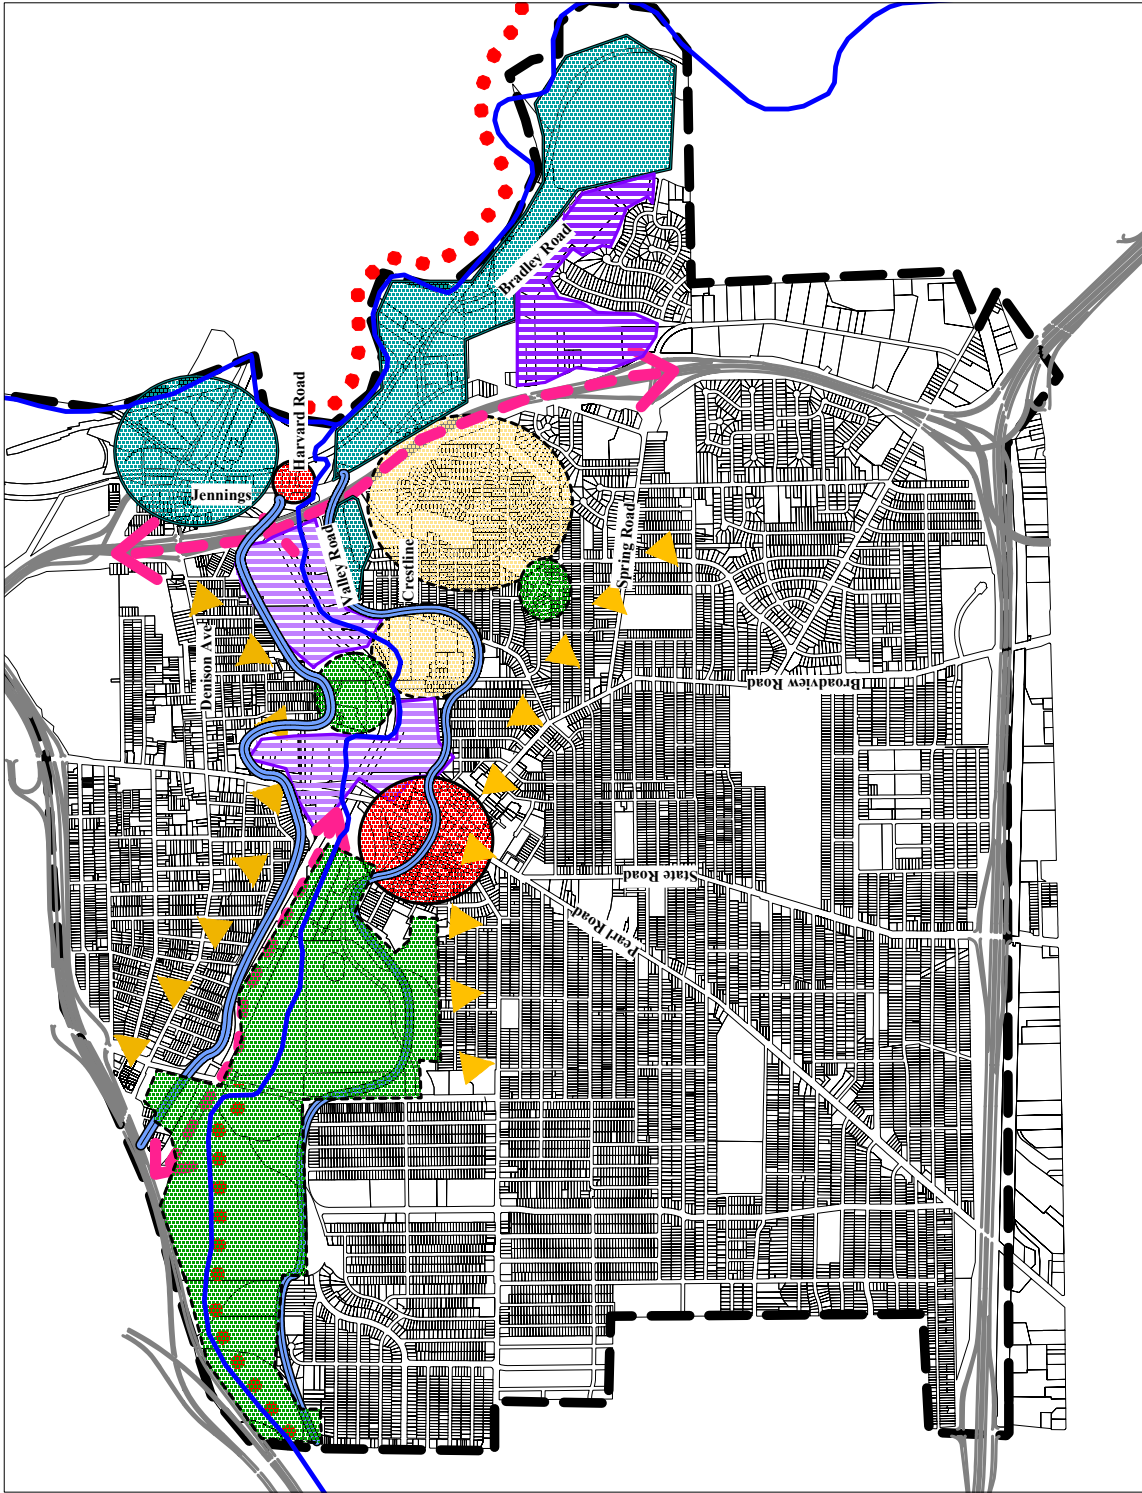 Bradley Road
Harvard Road
Jennings
Valley Road
Crestline
Spring Road
Denison Ave
Broadview Road
State Road
Pearl Road